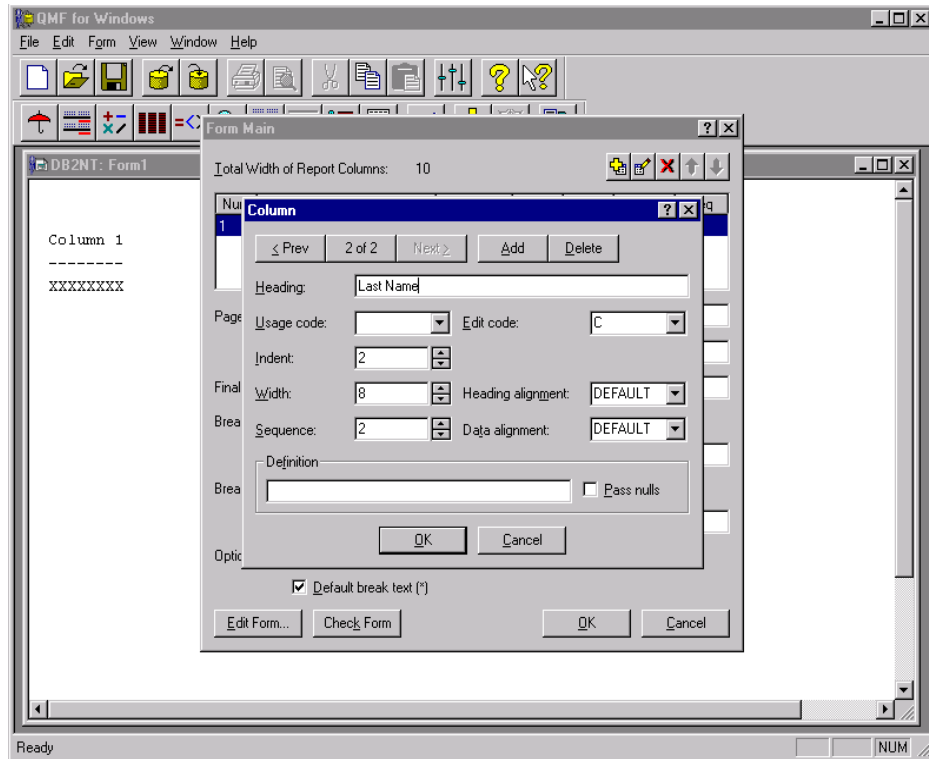 QMF for Windows
File Edit Form View Window Help
DB2NT: Form1
Column 1
--------
XXXXXXXX
Form Main
Total Width of Report Columns: 10
Column
1
< Prev 2 of 2 Next > Add Delete
Heading: Last Name
Usage code: Edit code: C
Indent: 2
Width: 8 Heading alignment: DEFAULT
Sequence: 2 Data alignment: DEFAULT
Definition
Pass nulls
OK Cancel
Page
Final
Default break text (*)
Edit Form... Check Form OK Cancel
Ready NUM